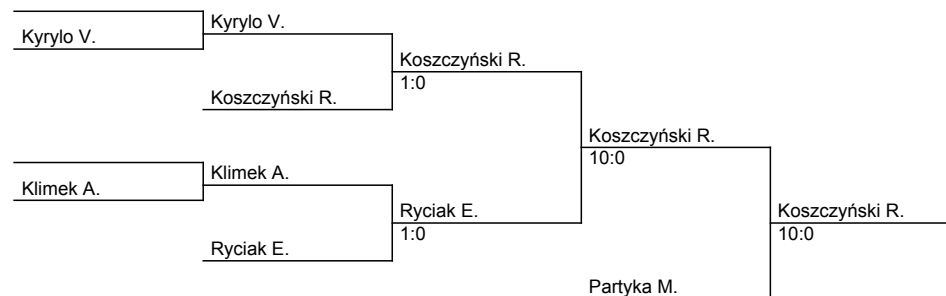 Kyrylo V.
Kyrylo V.
Koszczyński R.
1:0
Koszczyński R.
Koszczyński R.
10:0
Klimek A.
Klimek A.
Ryciak E.
1:0
Koszczyński R.
10:0
Ryciak E.
Partyka M.